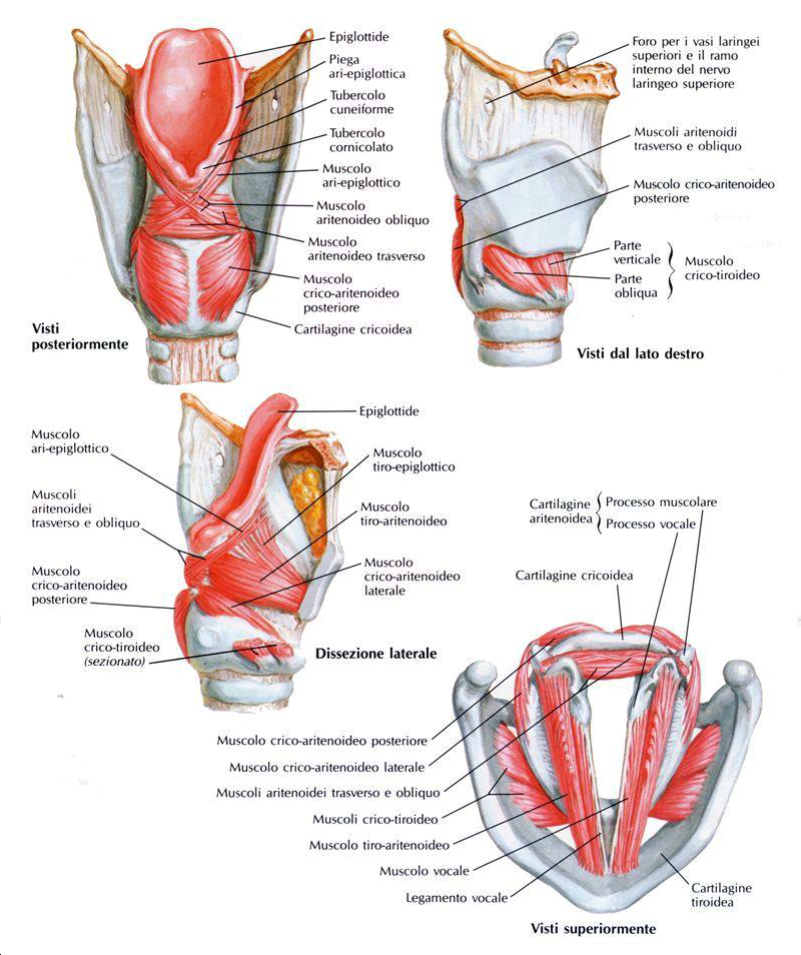 Epiglottide
Piega
ari-epiglottica
Tubercolo
cuneiforme
Tubercolo
cornicolato
Muscolo
ari-epiglottico
Muscolo
aritenoideo obliquo
Muscolo
aritenoideo trasverso
Muscolo
crico-aritenoideo
posteriore
Cartilagine cricoidea
Visti
posteriormente
Foro per i vasi laringei
superiori e il ramo
interno del nervo
laringeo superiore
Muscoli aritenoidi
trasverso e obliquo
Muscolo crico-aritenoideo
posteriore
Parte
verticale
Parte
obliqua
Muscolo
crico-tiroideo
Visti dal lato destro
Muscolo
ari-epiglottico
Muscoli
aritenoidei
trasverso e obliquo
Muscolo
crico-aritenoideo
posteriore
Muscolo
crico-tiroideo
(sezionato)
Epiglottide
Muscolo
tiro-epiglottico
Muscolo
tiro-aritenoideo
Muscolo
crico-aritenoideo
laterale
Dissezione laterale
Cartilagine
aritenoidea
Processo muscolare
Processo vocale
Cartilagine cricoidea
Muscolo crico-aritenoideo posteriore
Muscolo crico-aritenoideo laterale
Muscoli aritenoidei trasverso e obliquo
Muscoli crico-tiroideo
Muscolo tiro-aritenoideo
Muscolo vocale
Legamento vocale
Cartilagine
tiroidea
Visti superiormente